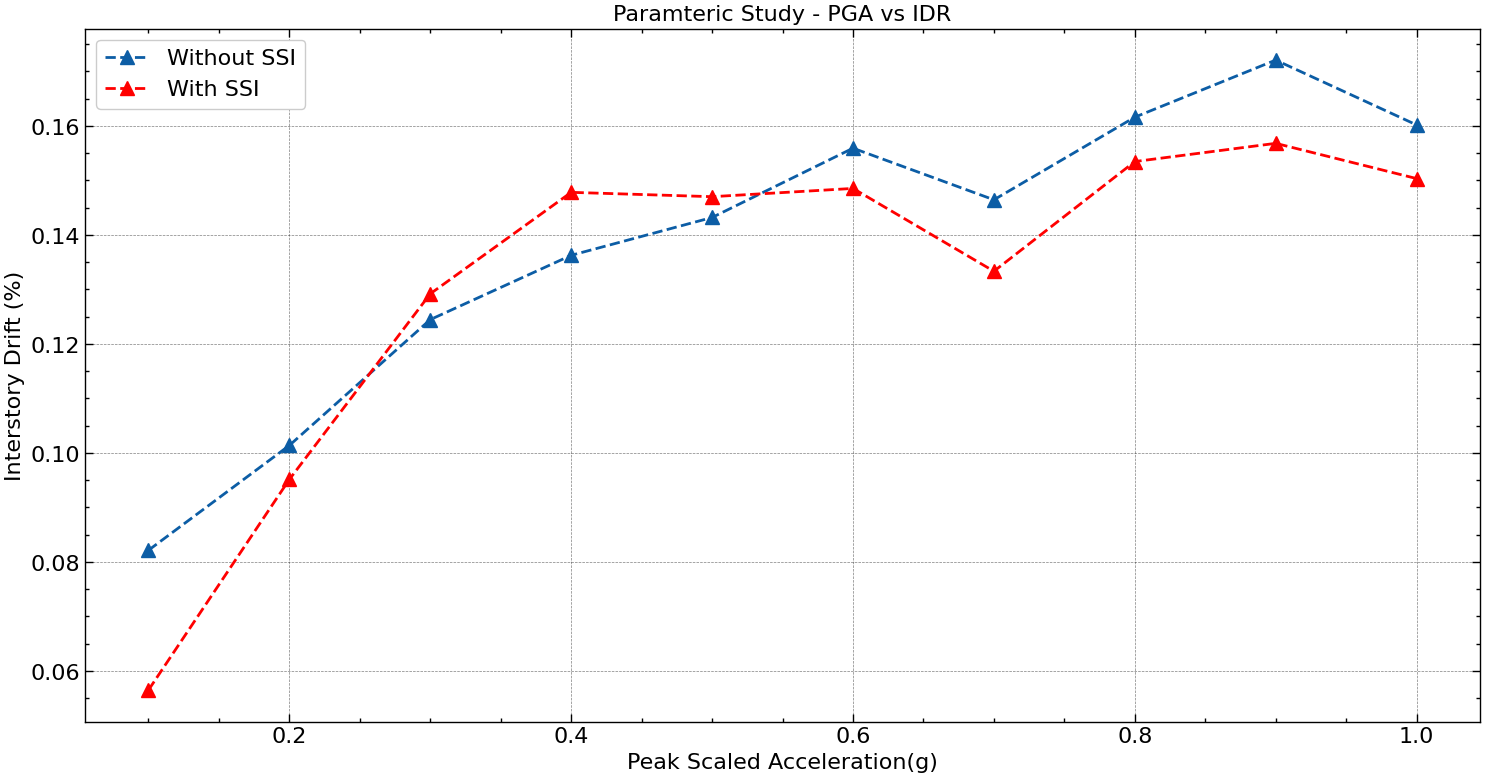 Paramteric Study - PGA vs IDR
Without SSI
With SSI
0.16
0.14
0.12
0.10
0.08
0.06
Interstory Drift (%)
0.2
0.4
0.6
0.8
1.0
Peak Scaled Acceleration(g)